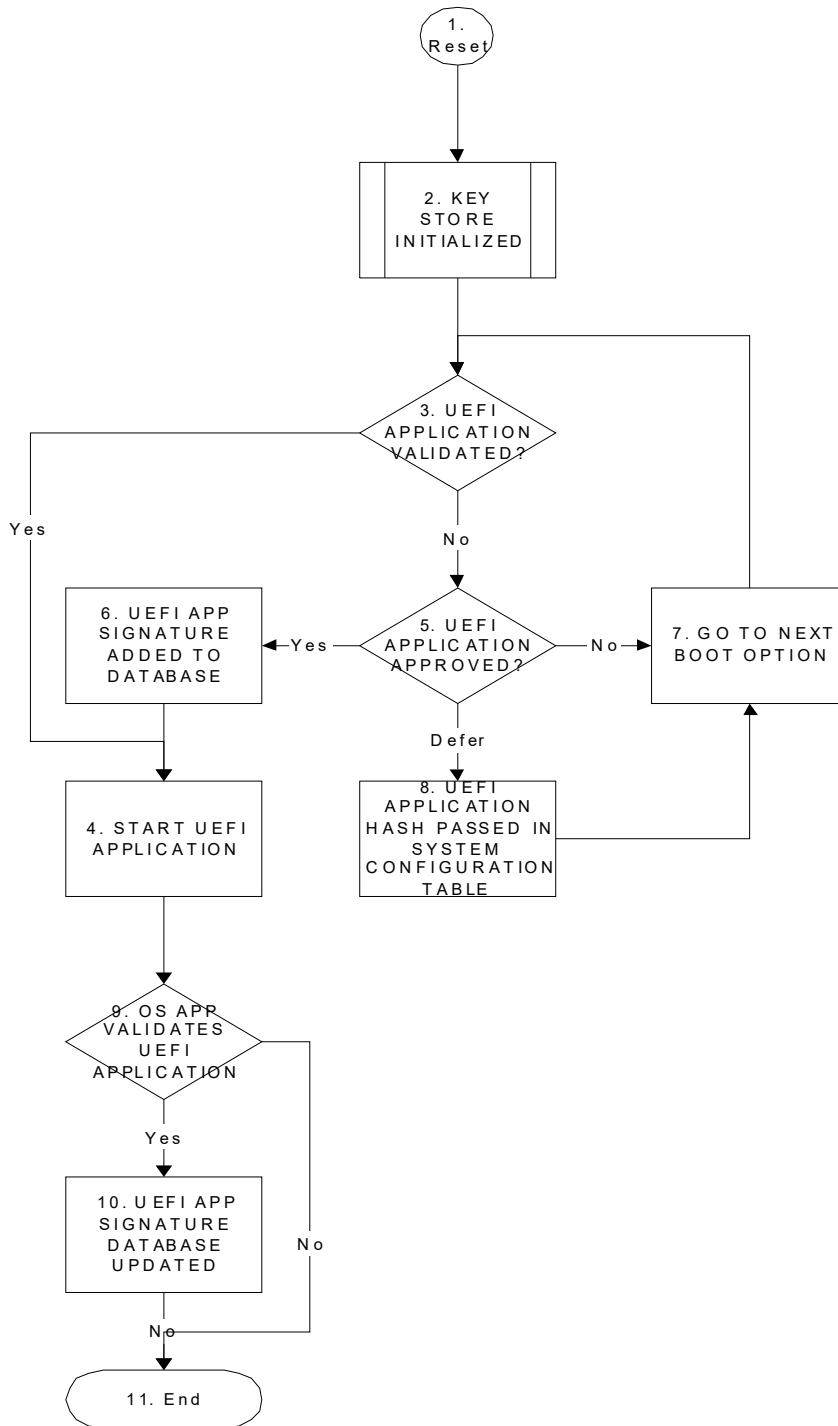 1.
Reset
2. KEY
STORE
INITIALIZED
3. UEFI
APPLICATION
VALIDATED?
Yes
No
6. UEFI APP
SIGNATURE
ADDED TO
DATABASE
Yes
5. UEFI
APPLICATION
APPROVED?
No
7. GO TO NEXT
BOOT OPTION
Defer
4. START UEFI
APPLICATION
8. UEFI
APPLICATION
HASH PASSED IN
SYSTEM
CONFIGURATION
TABLE
9. OS APP
VALIDATES
UEFI
APPLICATION
Yes
10. UEFI APP
SIGNATURE
DATABASE
UPDATED
No
No
11. End